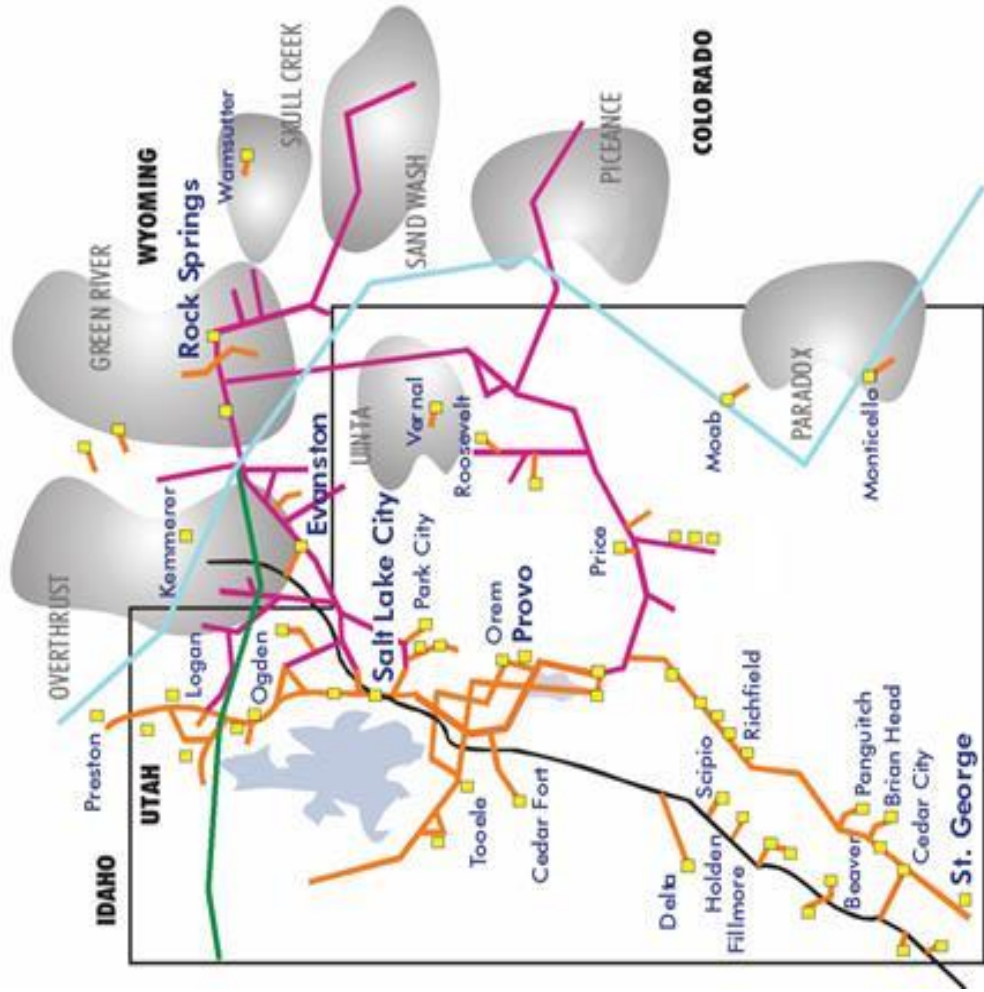 IDAHO
WYOMING
UTAH
COLORADO
OVERTHRUST
GREEN RIVER
SKULL CREEK
SAND WASH
PICEANCE
UINTA
PARADOX
Preston
Logan
Ogden
Kemmerer
Evanston
Rock Springs
Wamsutter
Salt Lake City
Park City
Orem
Provo
Vernal
Roosevelt
Price
Moab
Monticello
Tooele
Cedar Fort
Delta
Holden
Scipio
Fillmore
Richfield
Beaver
Panguitch
Brian Head
Cedar City
St. George